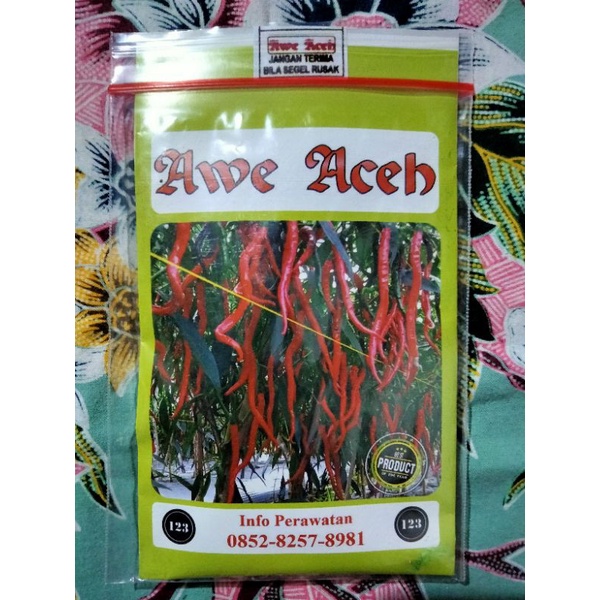 Awe Aceh
JANGAN TERIMA
BILA SEGEL RUSAK
Awe Aceh
PRODUCT
Info Perawatan
123
0852-8257-8981
123